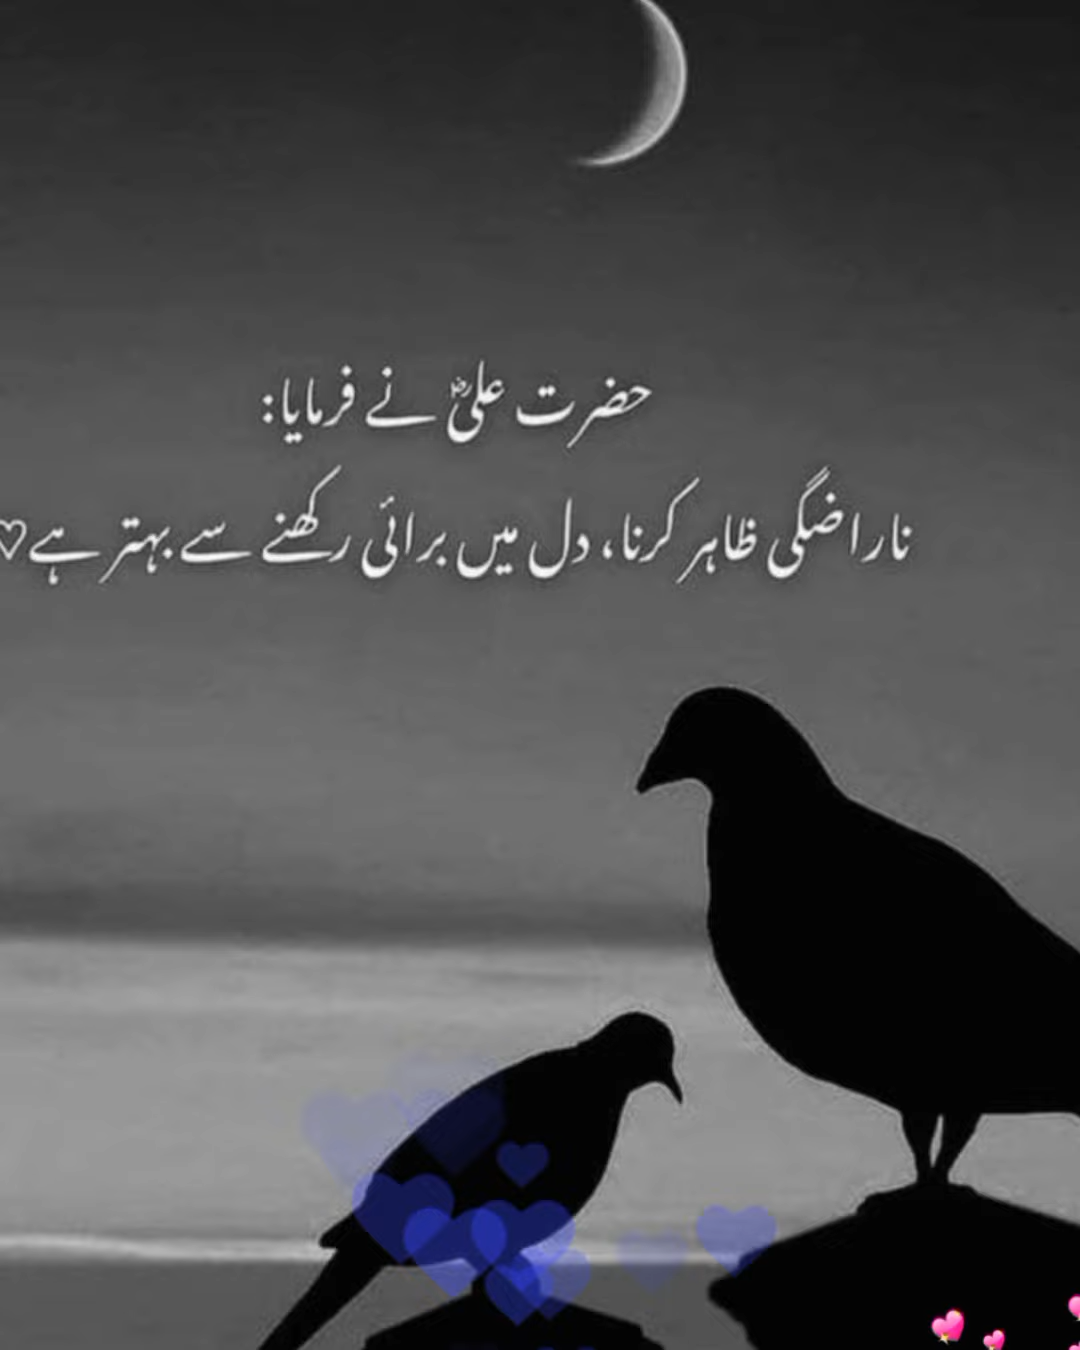 حضرت علیؓ نے فرمایا:
ناراضگی ظاہر کرنا، دل میں برائی رکھنے سے بہتر ہے♡